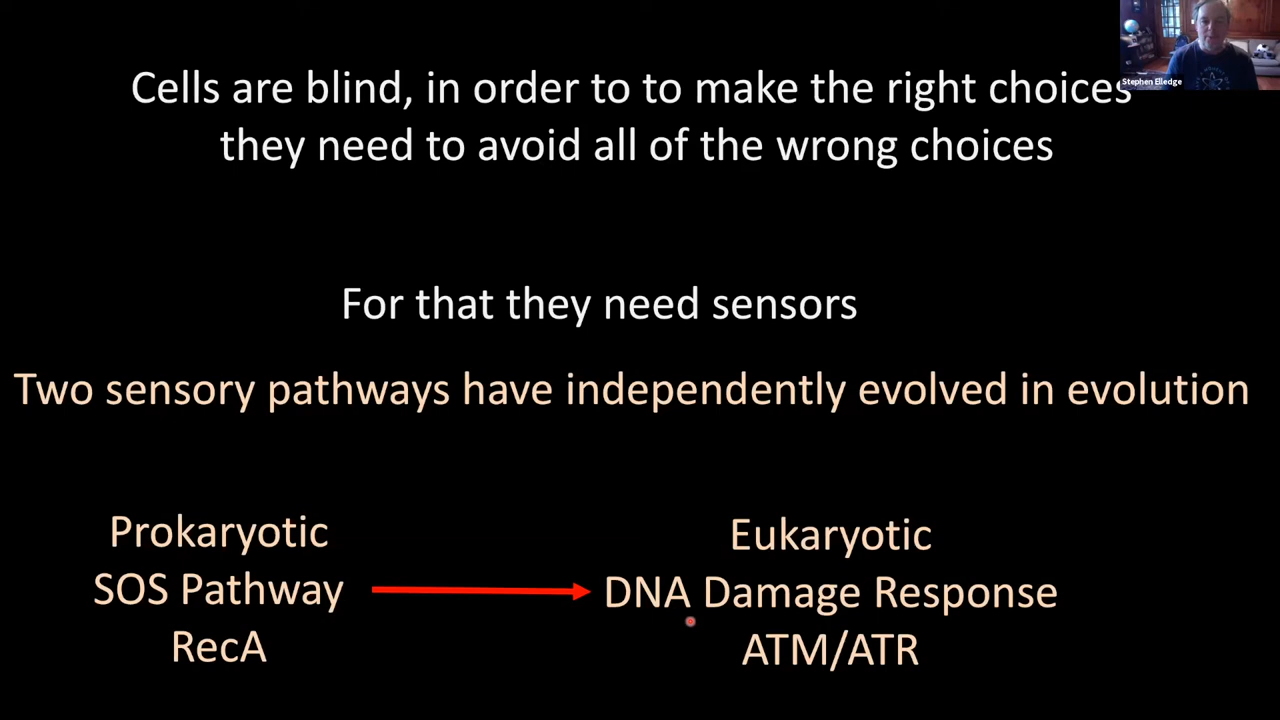 Stephen Elledge
Cells are blind, in order to to make the right choices
they need to avoid all of the wrong choices
For that they need sensors
Two sensory pathways have independently evolved in evolution
Prokaryotic
SOS Pathway
RecA
Eukaryotic
DNA Damage Response
ATM/ATR